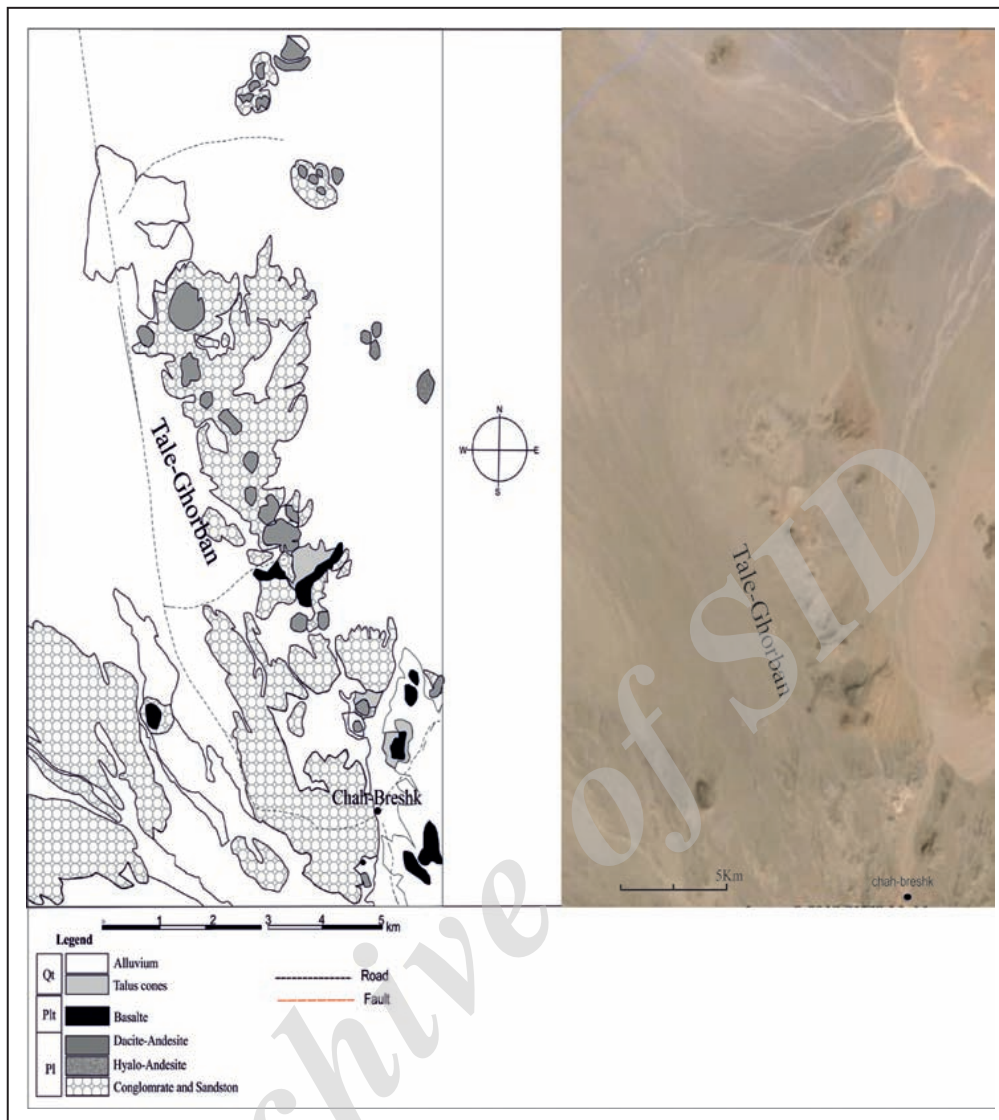 N
W E
S
Tale-Ghorban
Chah-Breshk
Tale-Ghorban
5Km
chah-breshk
1 2 3 4 5
km
Legend
Qt
Alluvium
Talus cones
Plt
Basalte
Pl
Dacite-Andesite
Hyalo-Andesite
Conglomrate and Sandston
Road
Fault
Archive of SID